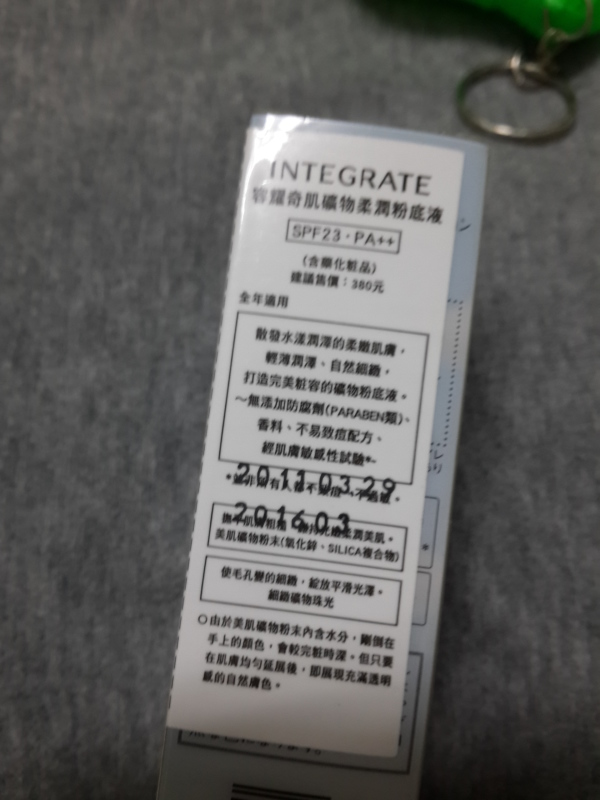 INTEGRATE
容耀奇肌礦物柔潤粉底液
SPF23・PA++
(含藥化粧品)
建議售價：380元
全年適用
散發水漾潤澤的柔嫩肌膚，
輕薄潤澤、自然細緻，
打造完美粧容的礦物粉底液。
～無添加防腐劑(PARABEN類)、
香料、不易致痘配方、
經肌膚敏感性試驗*~
2011.03.29
2016.03
柔潤美肌。
美肌礦物粉末(氧化鋅、SILICA複合物)
使毛孔變的細緻，綻放平滑光澤。
細緻礦物珠光
○由於美肌礦物粉末內含水分，剛倒在
手上的顏色，會較完粧時深。但只要
在肌膚均勻延展後，即展現充滿透明
感的自然膚色。